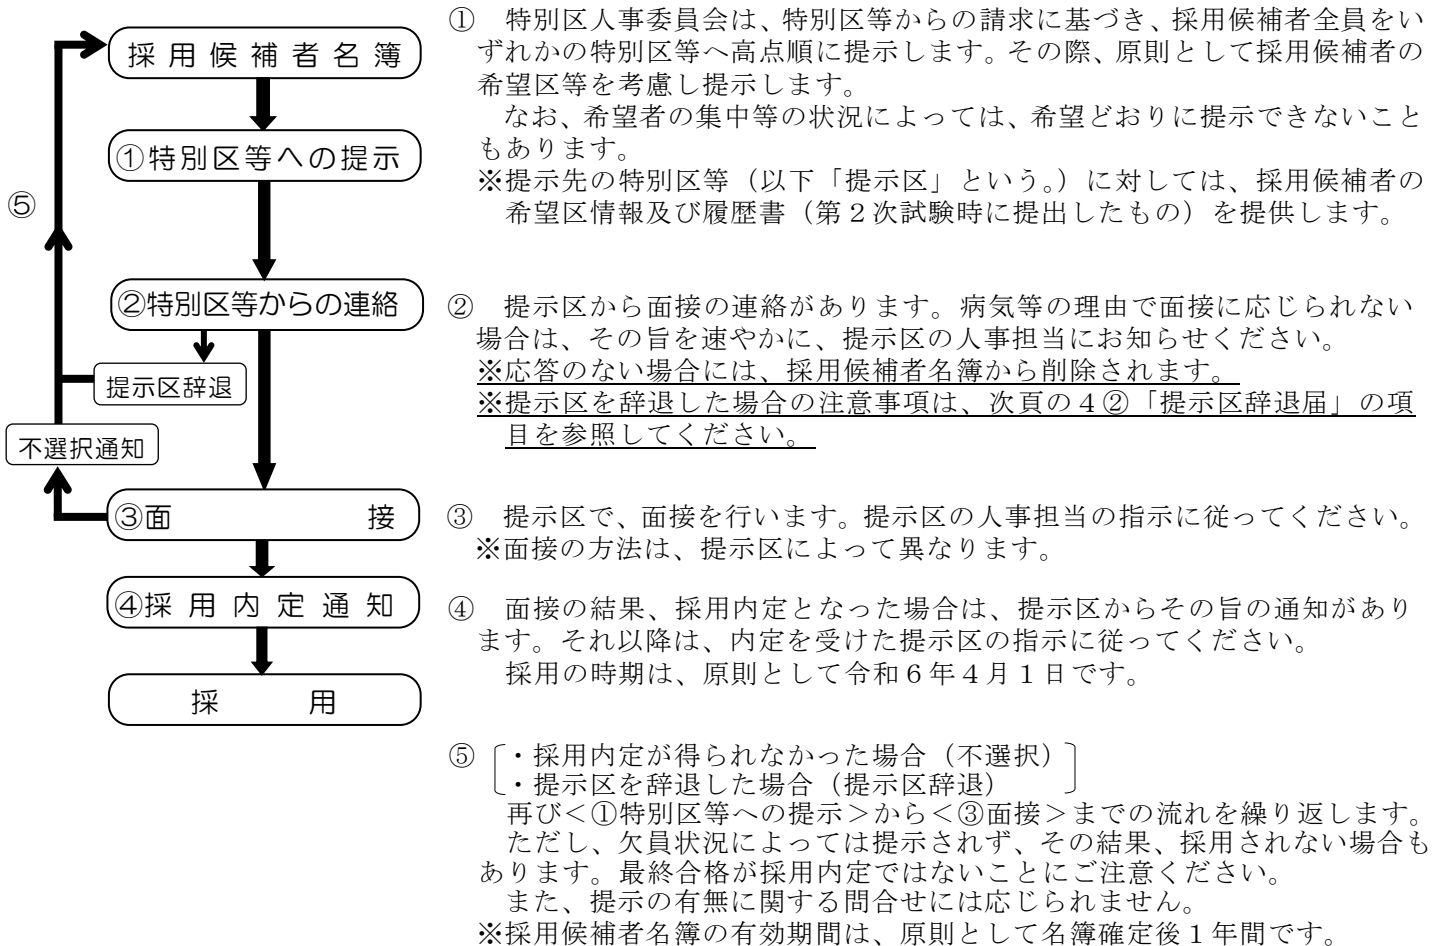 採用候補者名簿
①特別区等への提示
⑤
②特別区等からの連絡
提示区辞退
不選択通知
③面　接
④採用内定通知
採　用
①　特別区人事委員会は、特別区等からの請求に基づき、採用候補者全員をい
ずれかの特別区等へ高点順に提示します。その際、原則として採用候補者の
希望区等を考慮し提示します。
なお、希望者の集中等の状況によっては、希望どおりに提示できないこと
もあります。
※提示先の特別区等（以下「提示区」という。）に対しては、採用候補者の
希望区情報及び履歴書（第２次試験時に提出したもの）を提供します。
②　提示区から面接の連絡があります。病気等の理由で面接に応じられない
場合は、その旨を速やかに、提示区の人事担当にお知らせください。
※応答のない場合には、採用候補者名簿から削除されます。
※提示区を辞退した場合の注意事項は、次頁の４②「提示区辞退届」の項
目を参照してください。
③　提示区で、面接を行います。提示区の人事担当の指示に従ってください。
※面接の方法は、提示区によって異なります。
④　面接の結果、採用内定となった場合は、提示区からその旨の通知があり
ます。それ以降は、内定を受けた提示区の指示に従ってください。
採用の時期は、原則として令和６年４月１日です。
⑤ ・採用内定が得られなかった場合（不選択）
・提示区を辞退した場合（提示区辞退）
再び＜①特別区等への提示＞から＜③面接＞までの流れを繰り返します。
ただし、欠員状況によっては提示されず、その結果、採用されない場合も
あります。最終合格が採用内定ではないことにご注意ください。
また、提示の有無に関する問合せには応じられません。
※採用候補者名簿の有効期間は、原則として名簿確定後１年間です。